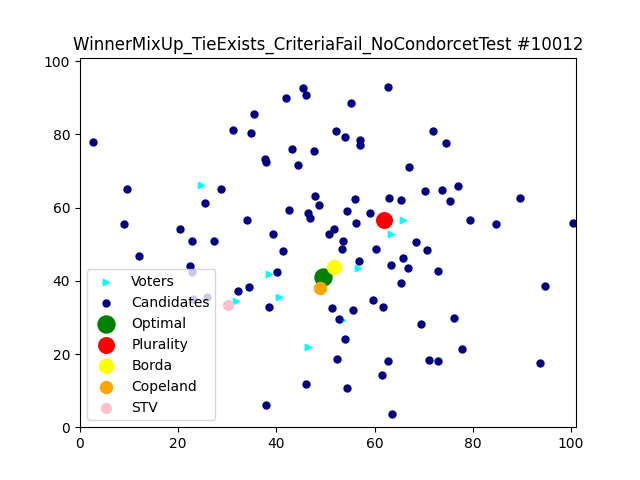 WinnerMixUp_TieExists_CriteriaFail_NoCondorcetTest #10012
100
80
60
40
20
0
Voters
Candidates
Optimal
Plurality
Borda
Copeland
STV
0 20 40 60 80 100